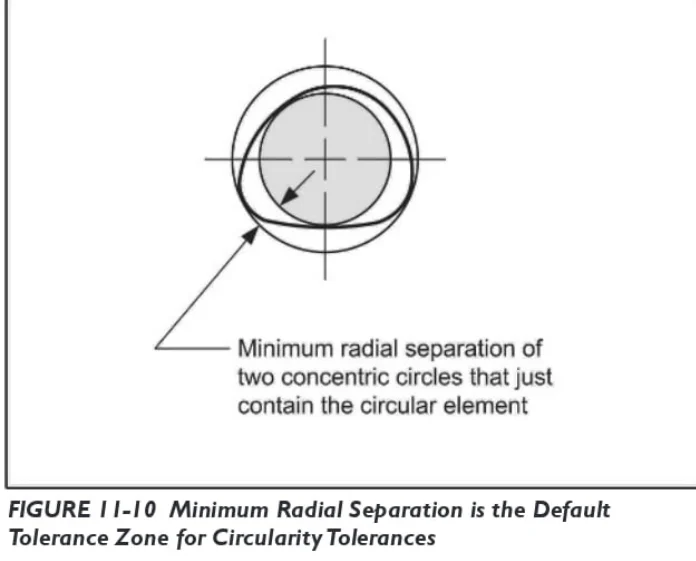 Minimum radial separation of
two concentric circles that just
contain the circular element
FIGURE 11-10 Minimum Radial Separation is the Default
Tolerance Zone for Circularity Tolerances